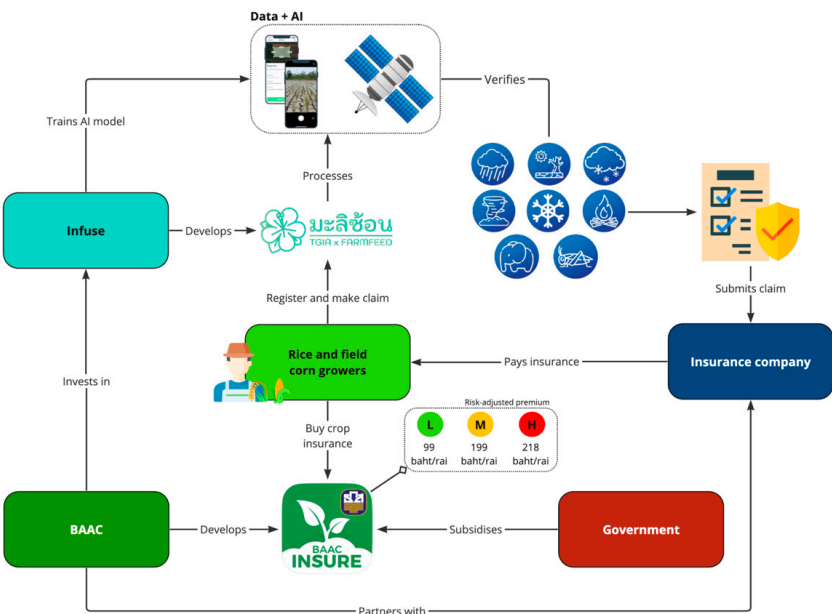 Data + AI
Trains AI model
Verifies
Processes
Infuse
Develops
มะลิซ้อน
TGIA x FARMFEED
Register and make claim
Submits claim
Rice and field
corn growers
Pays insurance
Insurance company
Invests in
Buy crop
insurance
Risk-adjusted premium
L
M
H
99
baht/rai
199
baht/rai
218
baht/rai
BAAC
Develops
BAAC
INSURE
Subsidises
Government
Partners with